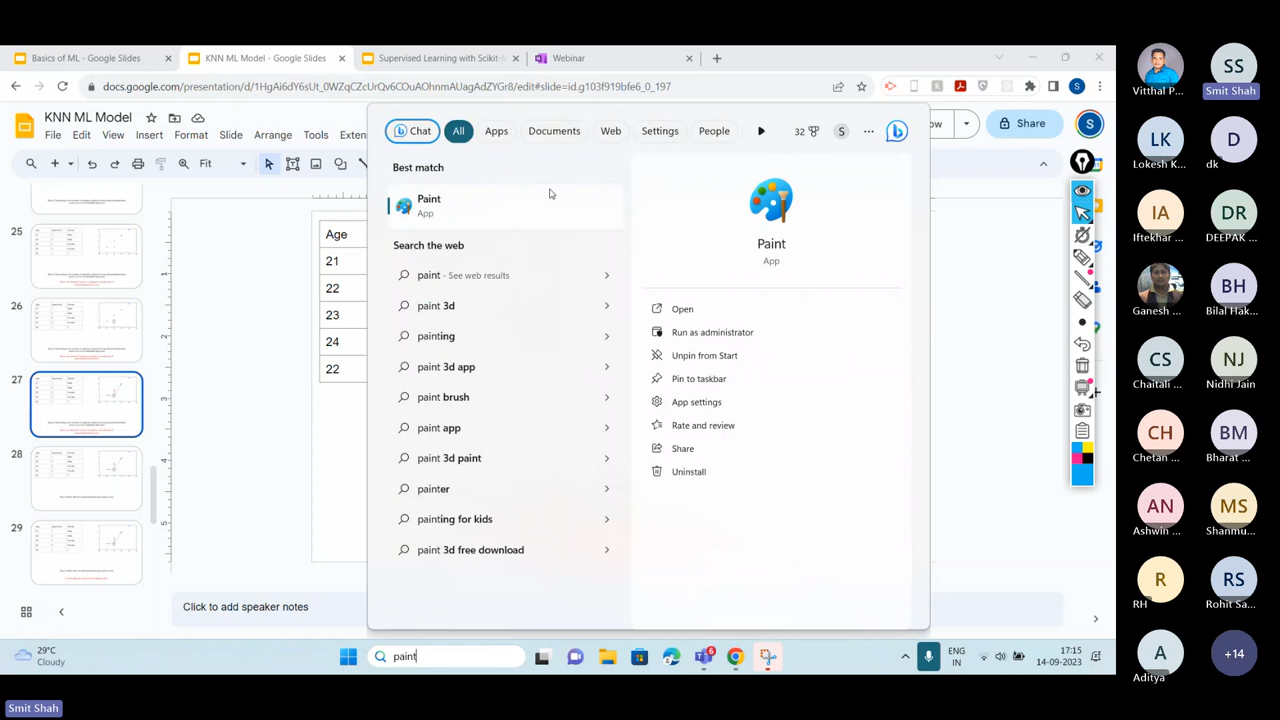 Basics of ML - Google Slides
KNN ML Model - Google Slides
Supervised Learning with Scikit-
Webinar
docs.google.com/presentation/d/1HgAi6dY6sUt_0WZqCZcUrQv6COuAOhnmAUagAdZYGr8/edit#slide=id.g103f919bfe6_0_197
KNN ML Model
File Edit View Insert Format Slide Arrange Tools Exten
ow
Share
S
Fit
25
26
27
28
29
Age
21
22
23
24
22
1
2
3
4
5
Click to add speaker notes
Chat
All
Apps
Documents
Web
Settings
People
32
S
Best match
Paint
App
Search the web
paint - See web results
paint 3d
painting
paint 3d app
paint brush
paint app
paint 3d paint
painter
painting for kids
paint 3d free download
Paint
App
Open
Run as administrator
Unpin from Start
Pin to taskbar
App settings
Rate and review
Share
Uninstall
29°C
Cloudy
paint
6
ENG
IN
17:15
14-09-2023
Vitthal P...
SS
Smit Shah
LK
Lokesh K...
D
dk
IA
Iftekhar ...
DR
DEEPAK ...
Ganesh ...
BH
Bilal Hak...
CS
Chaitali ...
NJ
Nidhi Jain
CH
Chetan ...
BM
Bharat ...
AN
Ashwin ...
MS
Shanmu...
R
RH
RS
Rohit Sa...
A
Aditya
+14
Smit Shah